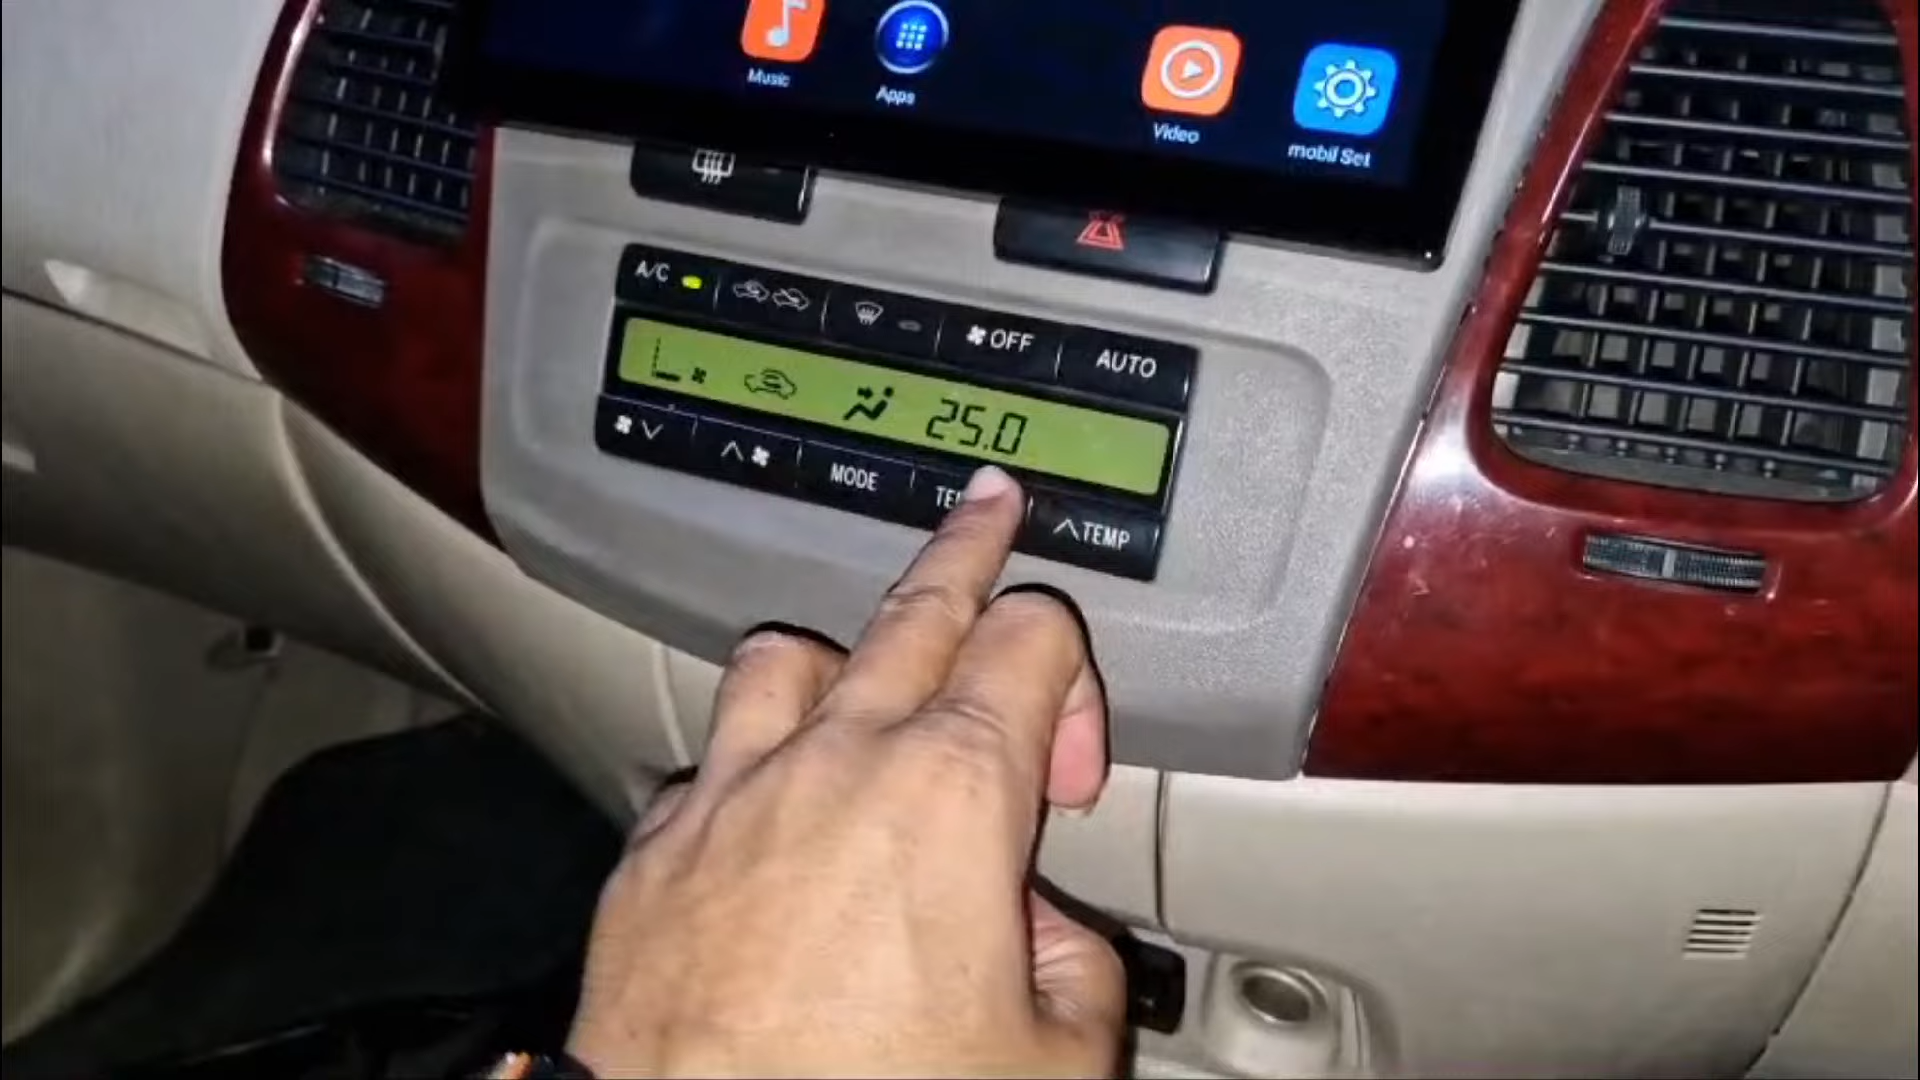 Music
Apps
Video
mobil Set
A/C
OFF
AUTO
25.0
MODE
TEMP